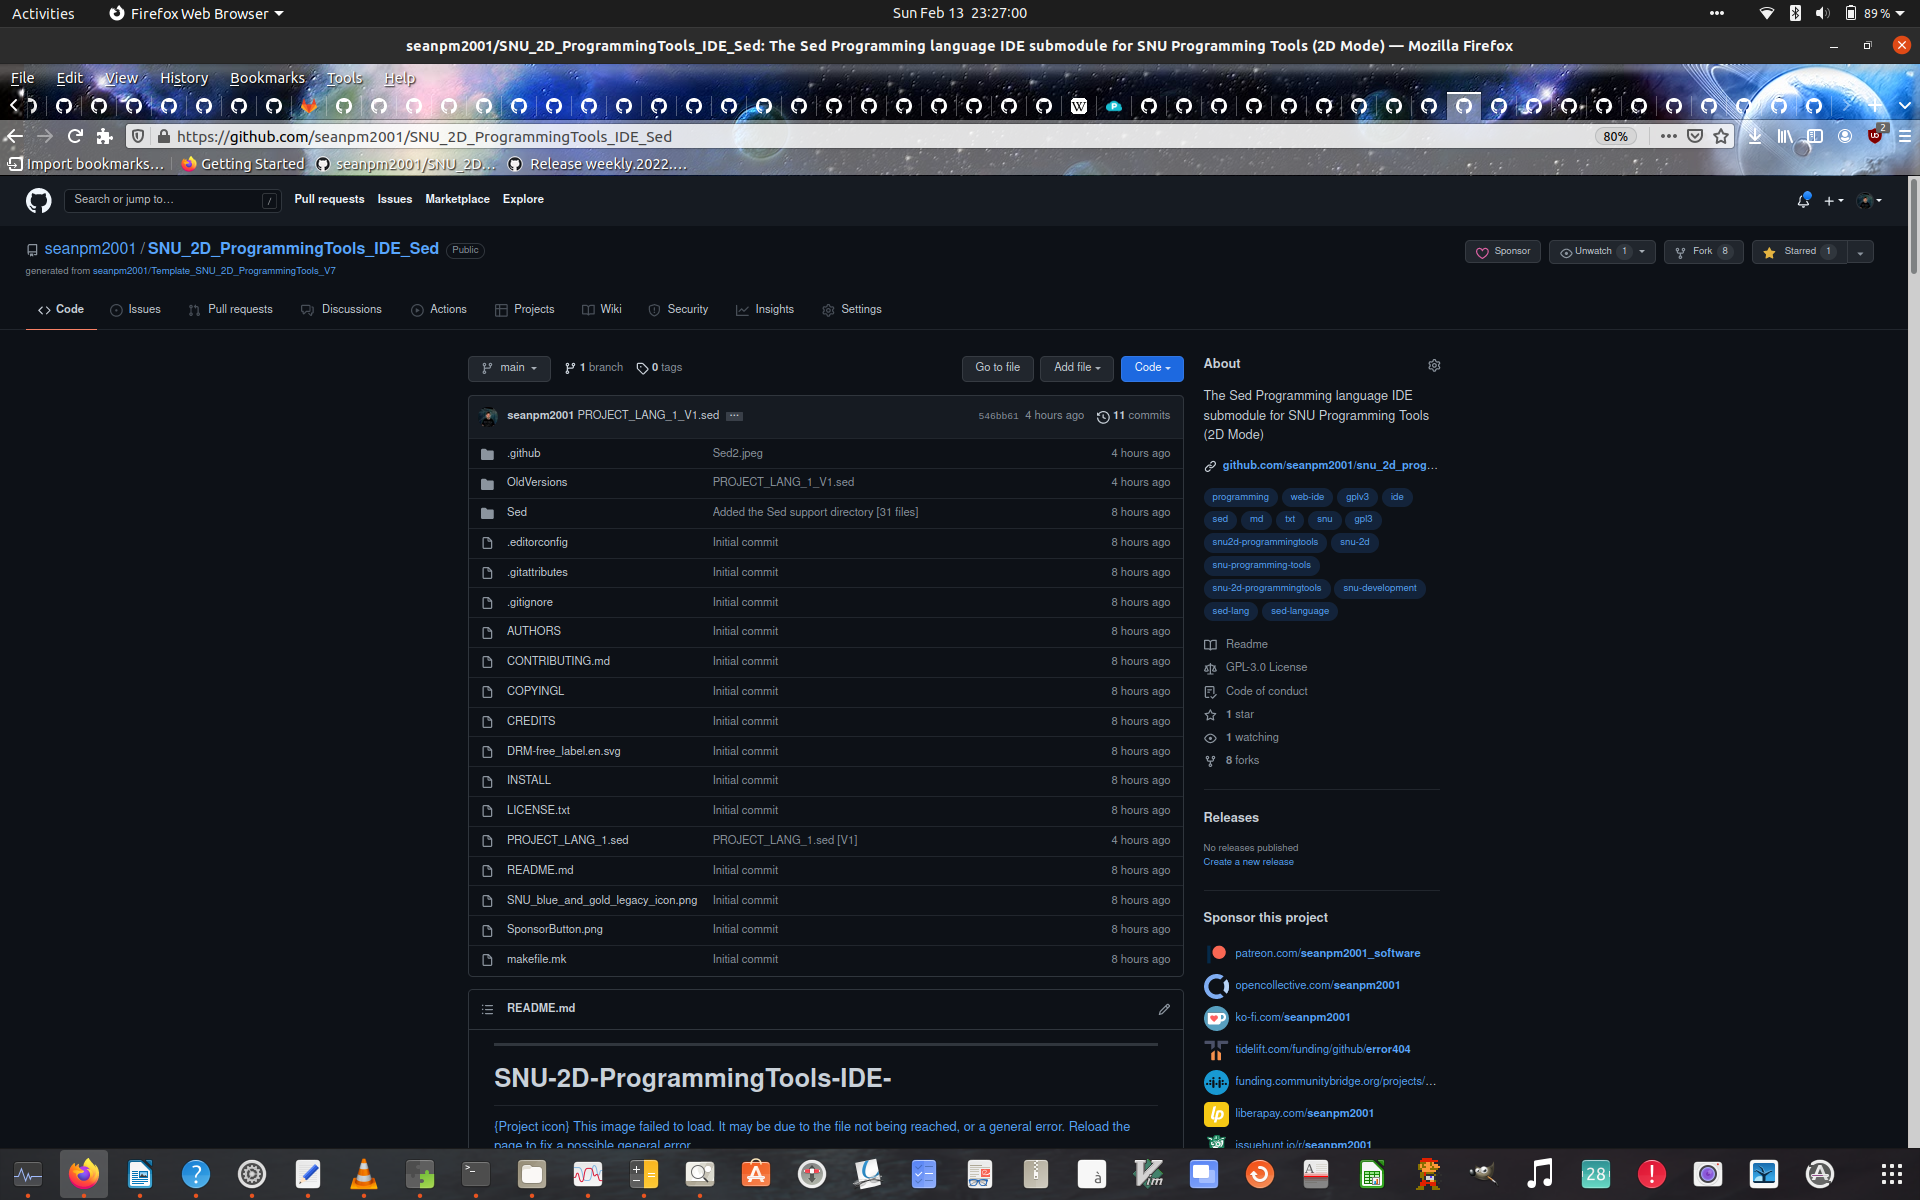 Activities
Firefox Web Browser
Sun Feb 13 23:27:00
89 %
seanpm2001/SNU_2D_ProgrammingTools_IDE_Sed: The Sed Programming language IDE submodule for SNU Programming Tools (2D Mode) — Mozilla Firefox
File Edit View History Bookmarks Tools Help
https://github.com/seanpm2001/SNU_2D_ProgrammingTools_IDE_Sed
80%
2
Import bookmarks… Getting Started seanpm2001/SNU_2D… Release weekly.2022.…
Search or jump to… /
Pull requests Issues Marketplace Explore
seanpm2001 / SNU_2D_ProgrammingTools_IDE_Sed Public
Sponsor Unwatch 1 Fork 8 Starred 1
generated from seanpm2001/Template_SNU_2D_ProgrammingTools_V7
Code Issues Pull requests Discussions Actions Projects Wiki Security Insights Settings
main 1 branch 0 tags Go to file Add file Code
seanpm2001 PROJECT_LANG_1_V1.sed 546bb61 4 hours ago 11 commits
.github Sed2.jpeg 4 hours ago
OldVersions PROJECT_LANG_1_V1.sed 4 hours ago
Sed Added the Sed support directory [31 files] 8 hours ago
.editorconfig Initial commit 8 hours ago
.gitattributes Initial commit 8 hours ago
.gitignore Initial commit 8 hours ago
AUTHORS Initial commit 8 hours ago
CONTRIBUTING.md Initial commit 8 hours ago
COPYINGL Initial commit 8 hours ago
CREDITS Initial commit 8 hours ago
DRM-free_label.en.svg Initial commit 8 hours ago
INSTALL Initial commit 8 hours ago
LICENSE.txt Initial commit 8 hours ago
PROJECT_LANG_1.sed PROJECT_LANG_1.sed [V1] 4 hours ago
README.md Initial commit 8 hours ago
SNU_blue_and_gold_legacy_icon.png Initial commit 8 hours ago
SponsorButton.png Initial commit 8 hours ago
makefile.mk Initial commit 8 hours ago
README.md
SNU-2D-ProgrammingTools-IDE-
{Project icon} This image failed to load. It may be due to the file not being reached, or a general error. Reload the
page to fix a possible general error.
About
The Sed Programming language IDE
submodule for SNU Programming Tools
(2D Mode)
github.com/seanpm2001/snu_2d_prog…
programming web-ide gplv3 ide
sed md txt snu gpl3
snu2d-programmingtools snu-2d
snu-programming-tools
snu-2d-programmingtools snu-development
sed-lang sed-language
Readme
GPL-3.0 License
Code of conduct
1 star
1 watching
8 forks
Releases
No releases published
Create a new release
Sponsor this project
patreon.com/seanpm2001_software
opencollective.com/seanpm2001
ko-fi.com/seanpm2001
tidelift.com/funding/github/error404
funding.communitybridge.org/projects/…
liberapay.com/seanpm2001
issuehunt.io/r/seanpm2001
28